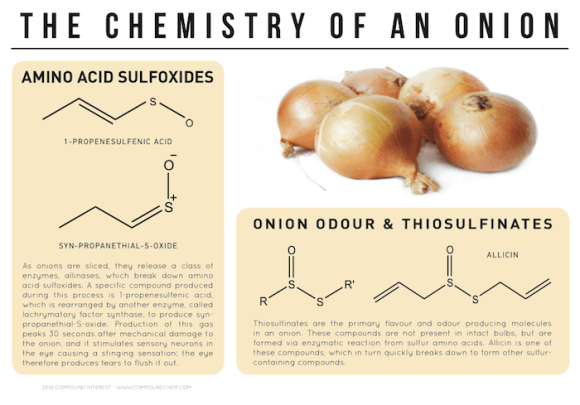 THE CHEMISTRY OF AN ONION
AMINO ACID SULFOXIDES
S
O
1-PROPENESULFENIC ACID
O-
S+
SYN-PROPANETHIAL-S-OXIDE
As onions are sliced, they release a class of
enzymes, allinases, which break down amino
acid sulfoxides. A specific compound produced
during this process is 1-propenesulfenic acid,
which is rearranged by another enzyme, called
lachrymatory factor synthase, to produce syn-
propanethial-S-oxide. Production of this gas
peaks 30 seconds after mechanical damage to
the onion, and it stimulates sensory neurons in
the eye causing a stinging sensation; the eye
therefore produces tears to flush it out.
ONION ODOUR & THIOSULFINATES
O
S
S
R
R'
O
S
S
ALLICIN
Thiosulfinates are the primary flavour and odour producing molecules
in an onion. These compounds are not present in intact bulbs, but are
formed via enzymatic reaction from sulfur amino acids. Allicin is one of
these compounds, which in turn quickly breaks down to form other sulfur-
containing compounds.
2014 COMPOUND INTEREST - WWW.COMPOUNDCHEM.COM